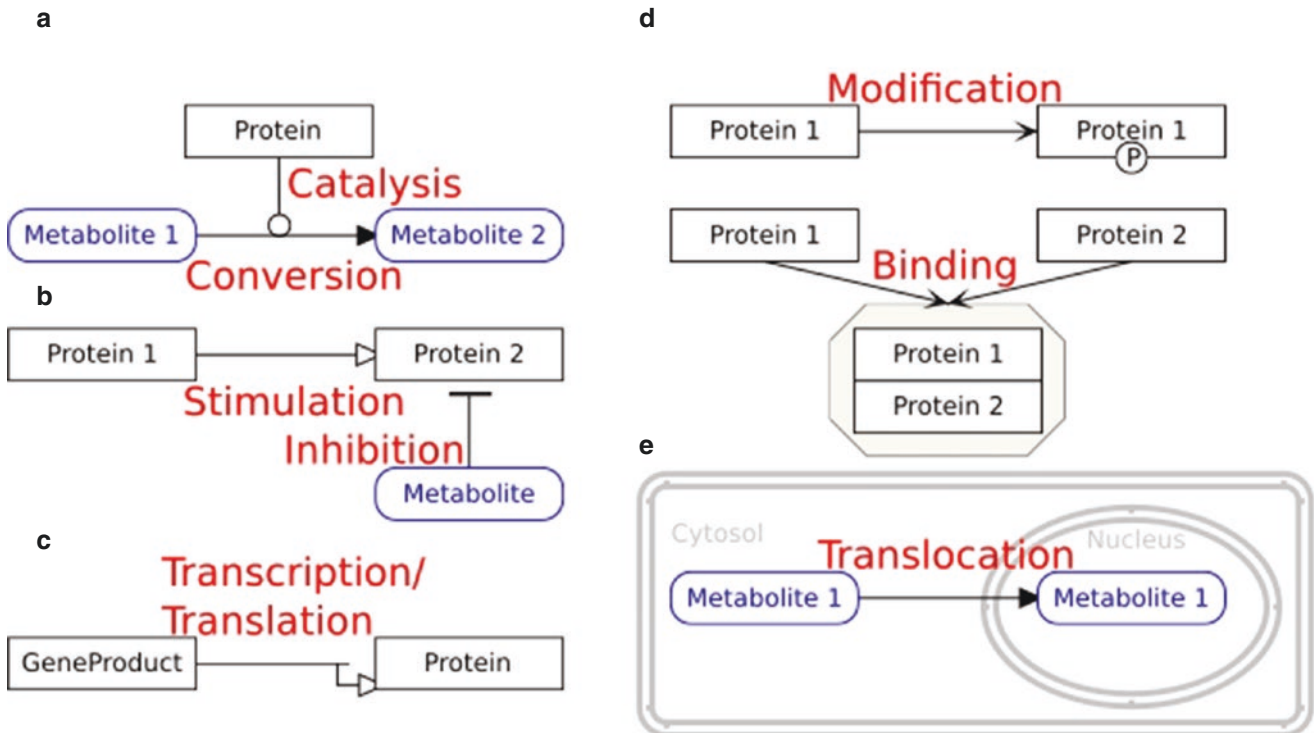 a
Protein
Catalysis
Metabolite 1
Metabolite 2
Conversion
b
Protein 1
Protein 2
Stimulation
Inhibition
Metabolite
c
Transcription/
Translation
GeneProduct
Protein
d
Modification
Protein 1
Protein 1
P
Protein 1
Protein 2
Binding
Protein 1
Protein 2
e
Cytosol
Nucleus
Translocation
Metabolite 1
Metabolite 1